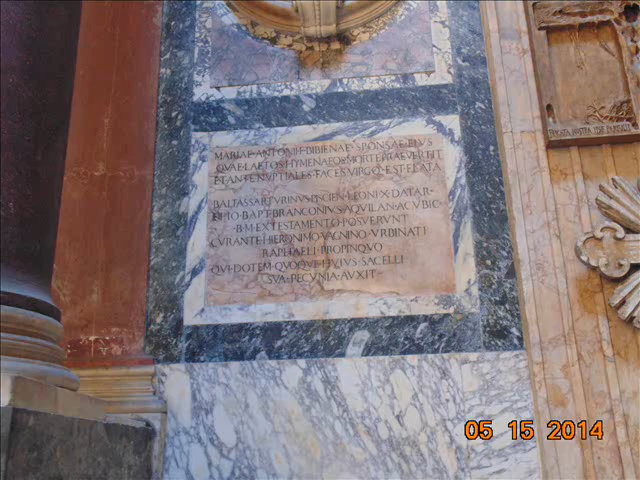 MARIAE·ANTONII·F·BIBIENAE·SPONSAE·EIVS
QVAE·LAETOS·HYMENAEOS·MORTE·PRAEVERTIT
ET·ANTE·NVPTIALES·FACES·VIRGO·EST·ELATA
BALTASSAR·TVRINVS·PISCIEN·LEONI·X·DATAR·
ET·IO·BAPT·BRANCONIVS·AQVILAN·A·CVBIC·
B·M·EX·TESTAMENTO·POSVERVNT
CVRANTE·HIERONIMO·VAGNINO·VRBINATI
RAPHAELI·PROPINQVO
QVI·DOTEM·QVOQVE·HVIVS·SACELLI
SVA·PECVNIA·AVXIT
05 15 2014